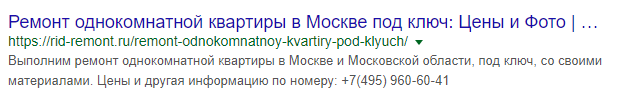 Ремонт однокомнатной квартиры в Москве под ключ: Цены и Фото | ...
https://rid-remont.ru/remont-odnokomnatnoy-kvartiry-pod-klyuch/
Выполним ремонт однокомнатной квартиры в Москве и Московской области, под ключ, со своими
материалами. Цены и другая информацию по номеру: +7(495) 960-60-41